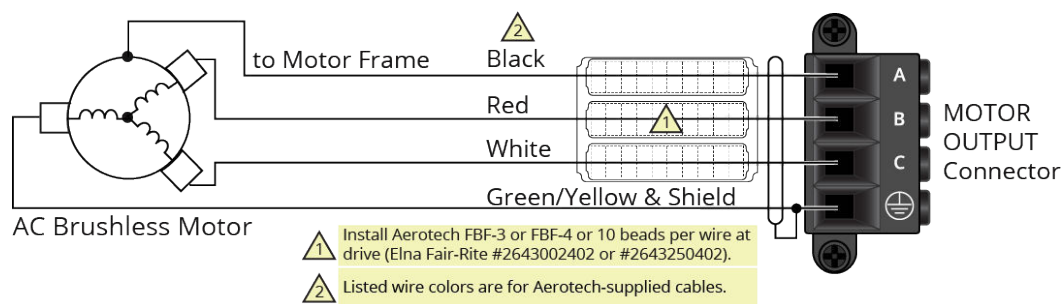 2
to Motor Frame
Black
A
Red
1
B
MOTOR
OUTPUT
Connector
White
C
Green/Yellow & Shield
AC Brushless Motor
1 Install Aerotech FBF-3 or FBF-4 or 10 beads per wire at
drive (Elna Fair-Rite #2643002402 or #2643250402).
2 Listed wire colors are for Aerotech-supplied cables.